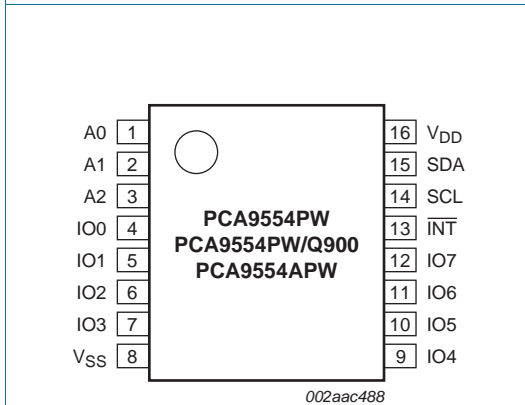 A0 1
A1 2
A2 3
IO0 4
IO1 5
IO2 6
IO3 7
VSS 8
PCA9554PW
PCA9554PW/Q900
PCA9554APW
16 VDD
15 SDA
14 SCL
13 INT
12 IO7
11 IO6
10 IO5
9 IO4
002aac488